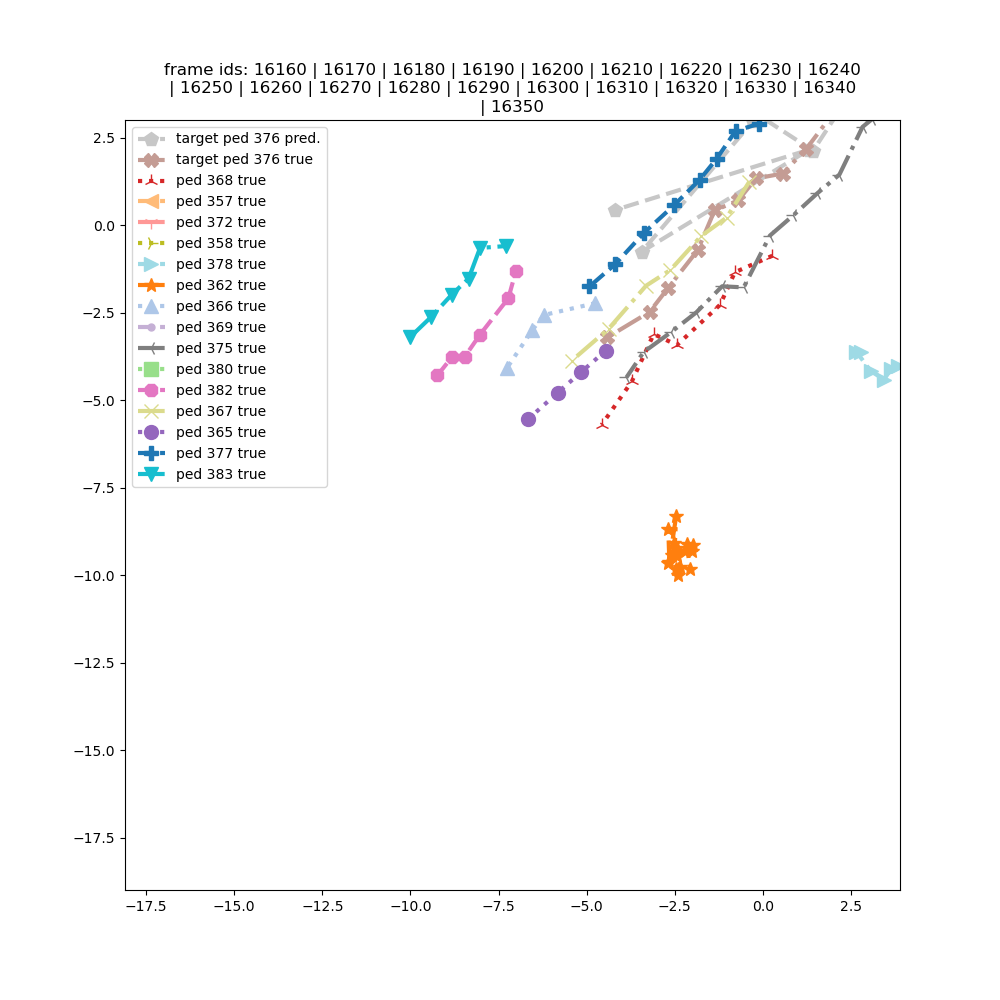 frame ids: 16160 | 16170 | 16180 | 16190 | 16200 | 16210 | 16220 | 16230 | 16240
| 16250 | 16260 | 16270 | 16280 | 16290 | 16300 | 16310 | 16320 | 16330 | 16340
| 16350
target ped 376 pred.
target ped 376 true
ped 368 true
ped 357 true
ped 372 true
ped 358 true
ped 378 true
ped 362 true
ped 366 true
ped 369 true
ped 375 true
ped 380 true
ped 382 true
ped 367 true
ped 365 true
ped 377 true
ped 383 true
2.5
0.0
−2.5
−5.0
−7.5
−10.0
−12.5
−15.0
−17.5
−17.5 −15.0 −12.5 −10.0 −7.5 −5.0 −2.5 0.0 2.5